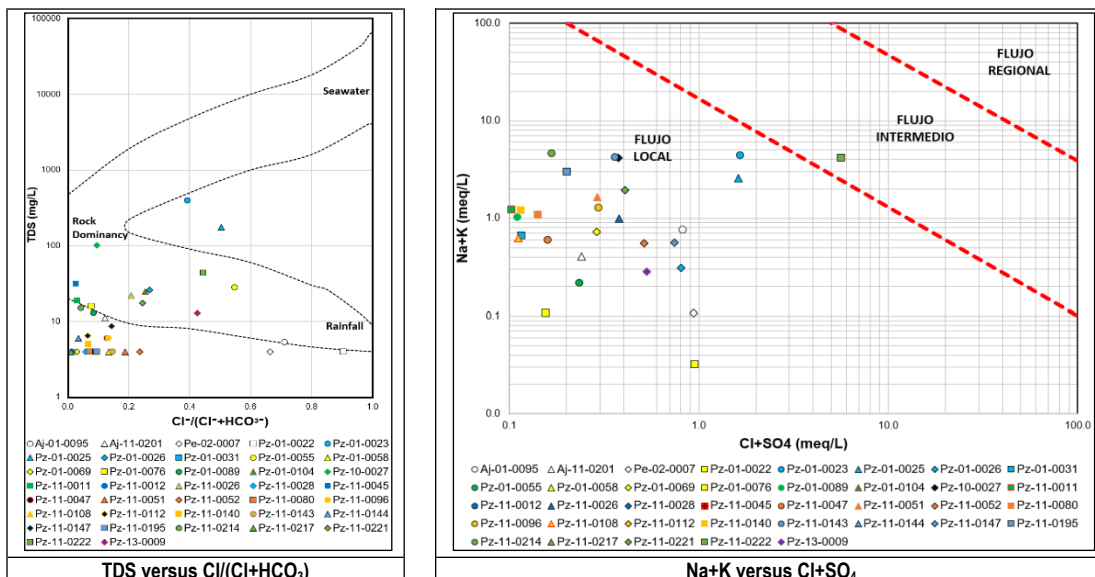 100000
10000
1000
100
10
1
TDS (mg/L)
Seawater
Rock
Dominancy
Rainfall
0.0 0.2 0.4 0.6 0.8 1.0
Cl⁻/(Cl⁻+HCO³⁻)
Aj-01-0095 Aj-11-0201 Pe-02-0007 Pz-01-0022 Pz-01-0023
Pz-01-0025 Pz-01-0026 Pz-01-0031 Pz-01-0055 Pz-01-0058
Pz-01-0069 Pz-01-0076 Pz-01-0089 Pz-01-0104 Pz-10-0027
Pz-11-0011 Pz-11-0012 Pz-11-0026 Pz-11-0028 Pz-11-0045
Pz-11-0047 Pz-11-0051 Pz-11-0052 Pz-11-0080 Pz-11-0096
Pz-11-0108 Pz-11-0112 Pz-11-0140 Pz-11-0143 Pz-11-0144
Pz-11-0147 Pz-11-0195 Pz-11-0214 Pz-11-0217 Pz-11-0221
Pz-11-0222 Pz-13-0009
TDS versus Cl/(Cl+HCO₃)
100.0
10.0
1.0
0.1
0.0
Na+K (meq/L)
FLUJO
REGIONAL
FLUJO
INTERMEDIO
FLUJO
LOCAL
0.1 1.0 10.0 100.0
Cl+SO4 (meq/L)
Aj-01-0095 Aj-11-0201 Pe-02-0007 Pz-01-0022 Pz-01-0023 Pz-01-0025 Pz-01-0026 Pz-01-0031
Pz-01-0055 Pz-01-0058 Pz-01-0069 Pz-01-0076 Pz-01-0089 Pz-01-0104 Pz-10-0027 Pz-11-0011
Pz-11-0012 Pz-11-0026 Pz-11-0028 Pz-11-0045 Pz-11-0047 Pz-11-0051 Pz-11-0052 Pz-11-0080
Pz-11-0096 Pz-11-0108 Pz-11-0112 Pz-11-0140 Pz-11-0143 Pz-11-0144 Pz-11-0147 Pz-11-0195
Pz-11-0214 Pz-11-0217 Pz-11-0221 Pz-11-0222 Pz-13-0009
Na+K versus Cl+SO₄